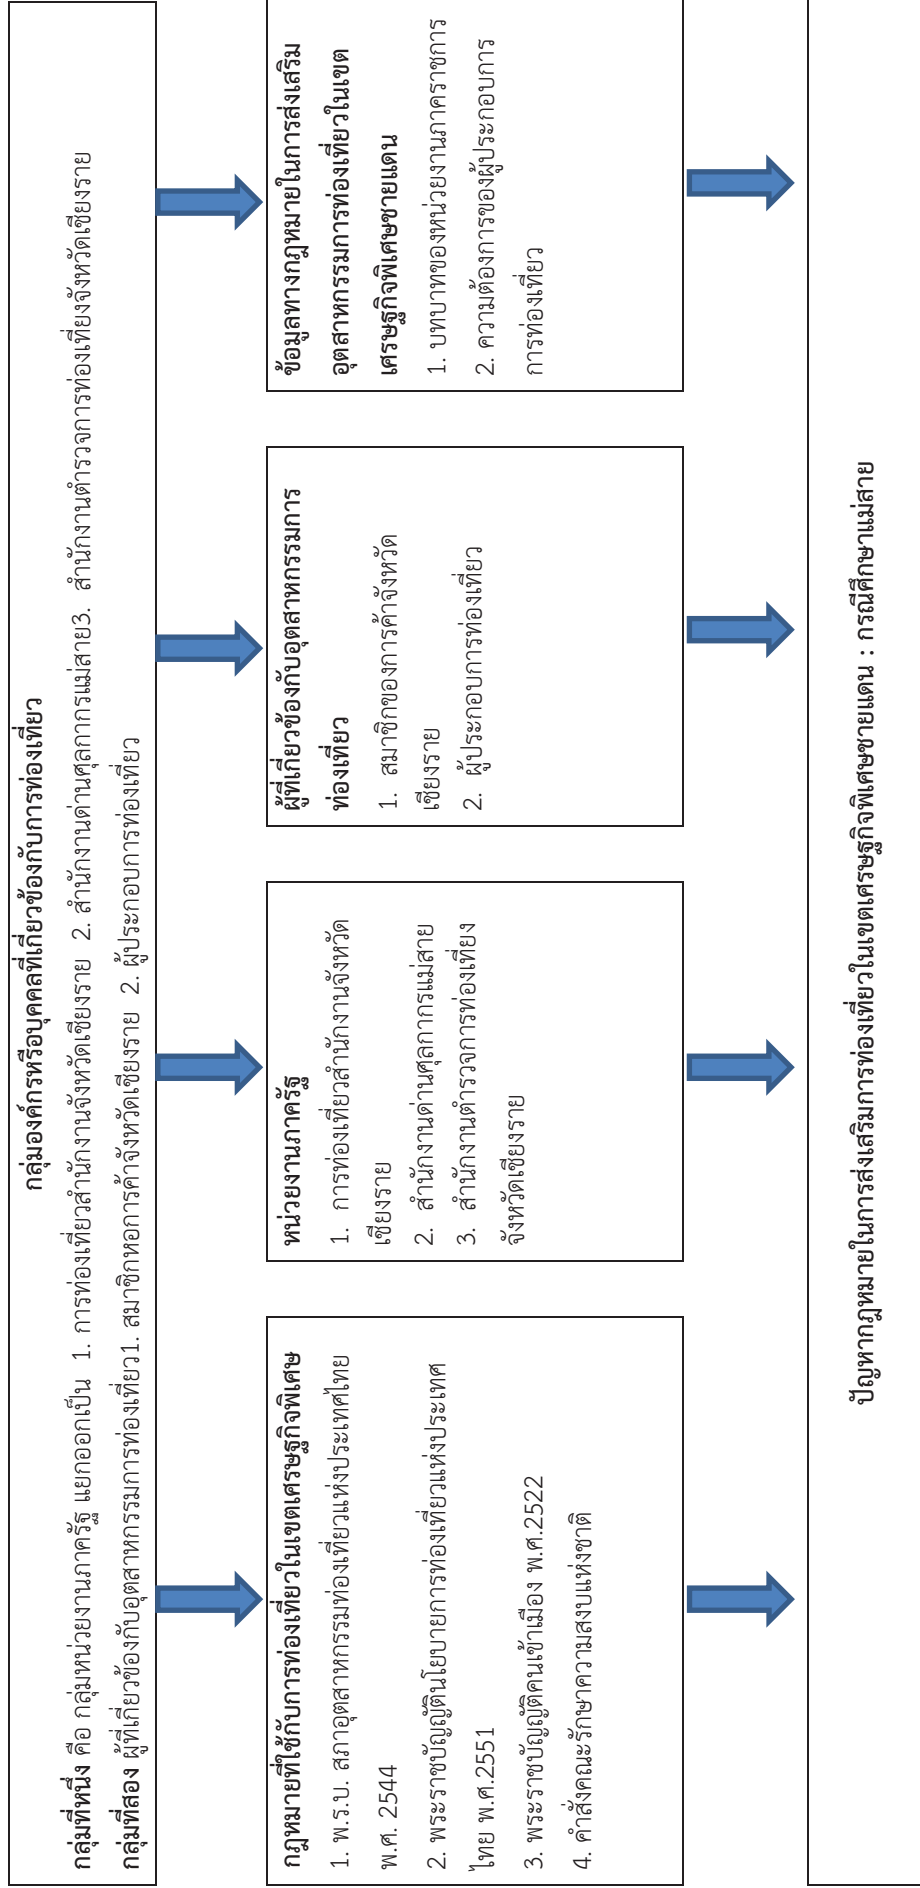 กลุ่มองค์กรหรือบุคคลที่เกี่ยวข้องกับการท่องเที่ยว
กลุ่มที่หนึ่ง คือ กลุ่มหน่วยงานภาครัฐ แยกออกเป็น 1. การท่องเที่ยวสำนักงานจังหวัดเชียงราย 2. สำนักงานด่านศุลกากรแม่สาย3. สำนักงานตำรวจการท่องเที่ยงจังหวัดเชียงราย
กลุ่มที่สอง ผู้ที่เกี่ยวข้องกับอุตสาหกรรมการท่องเที่ยว1. สมาชิกหอการค้าจังหวัดเชียงราย 2. ผู้ประกอบการท่องเที่ยว
กฎหมายที่ใช้กับการท่องเที่ยวในเขตเศรษฐกิจพิเศษ
1. พ.ร.บ. สภาอุตสาหกรรมท่องเที่ยวแห่งประเทศไทย
พ.ศ. 2544
2. พระราชบัญญัตินโยบายการท่องเที่ยวแห่งประเทศ
ไทย พ.ศ.2551
3. พระราชบัญญัติคนเข้าเมือง พ.ศ.2522
4. คำสั่งคณะรักษาความสงบแห่งชาติ
หน่วยงานภาครัฐ
1. การท่องเที่ยวสำนักงานจังหวัด
เชียงราย
2. สำนักงานด่านศุลกากรแม่สาย
3. สำนักงานตำรวจการท่องเที่ยง
จังหวัดเชียงราย
ผู้ที่เกี่ยวข้องกับอุตสาหกรรมการ
ท่องเที่ยว
1. สมาชิกของการค้าจังหวัด
เชียงราย
2. ผู้ประกอบการท่องเที่ยว
ข้อมูลทางกฎหมายในการส่งเสริม
อุตสาหกรรมการท่องเที่ยวในเขต
เศรษฐกิจพิเศษชายแดน
1. บทบาทของหน่วยงานภาคราชการ
2. ความต้องการของผู้ประกอบการ
การท่องเที่ยว
ปัญหากฎหมายในการส่งเสริมการท่องเที่ยวในเขตเศรษฐกิจพิเศษชายแดน : กรณีศึกษาแม่สาย